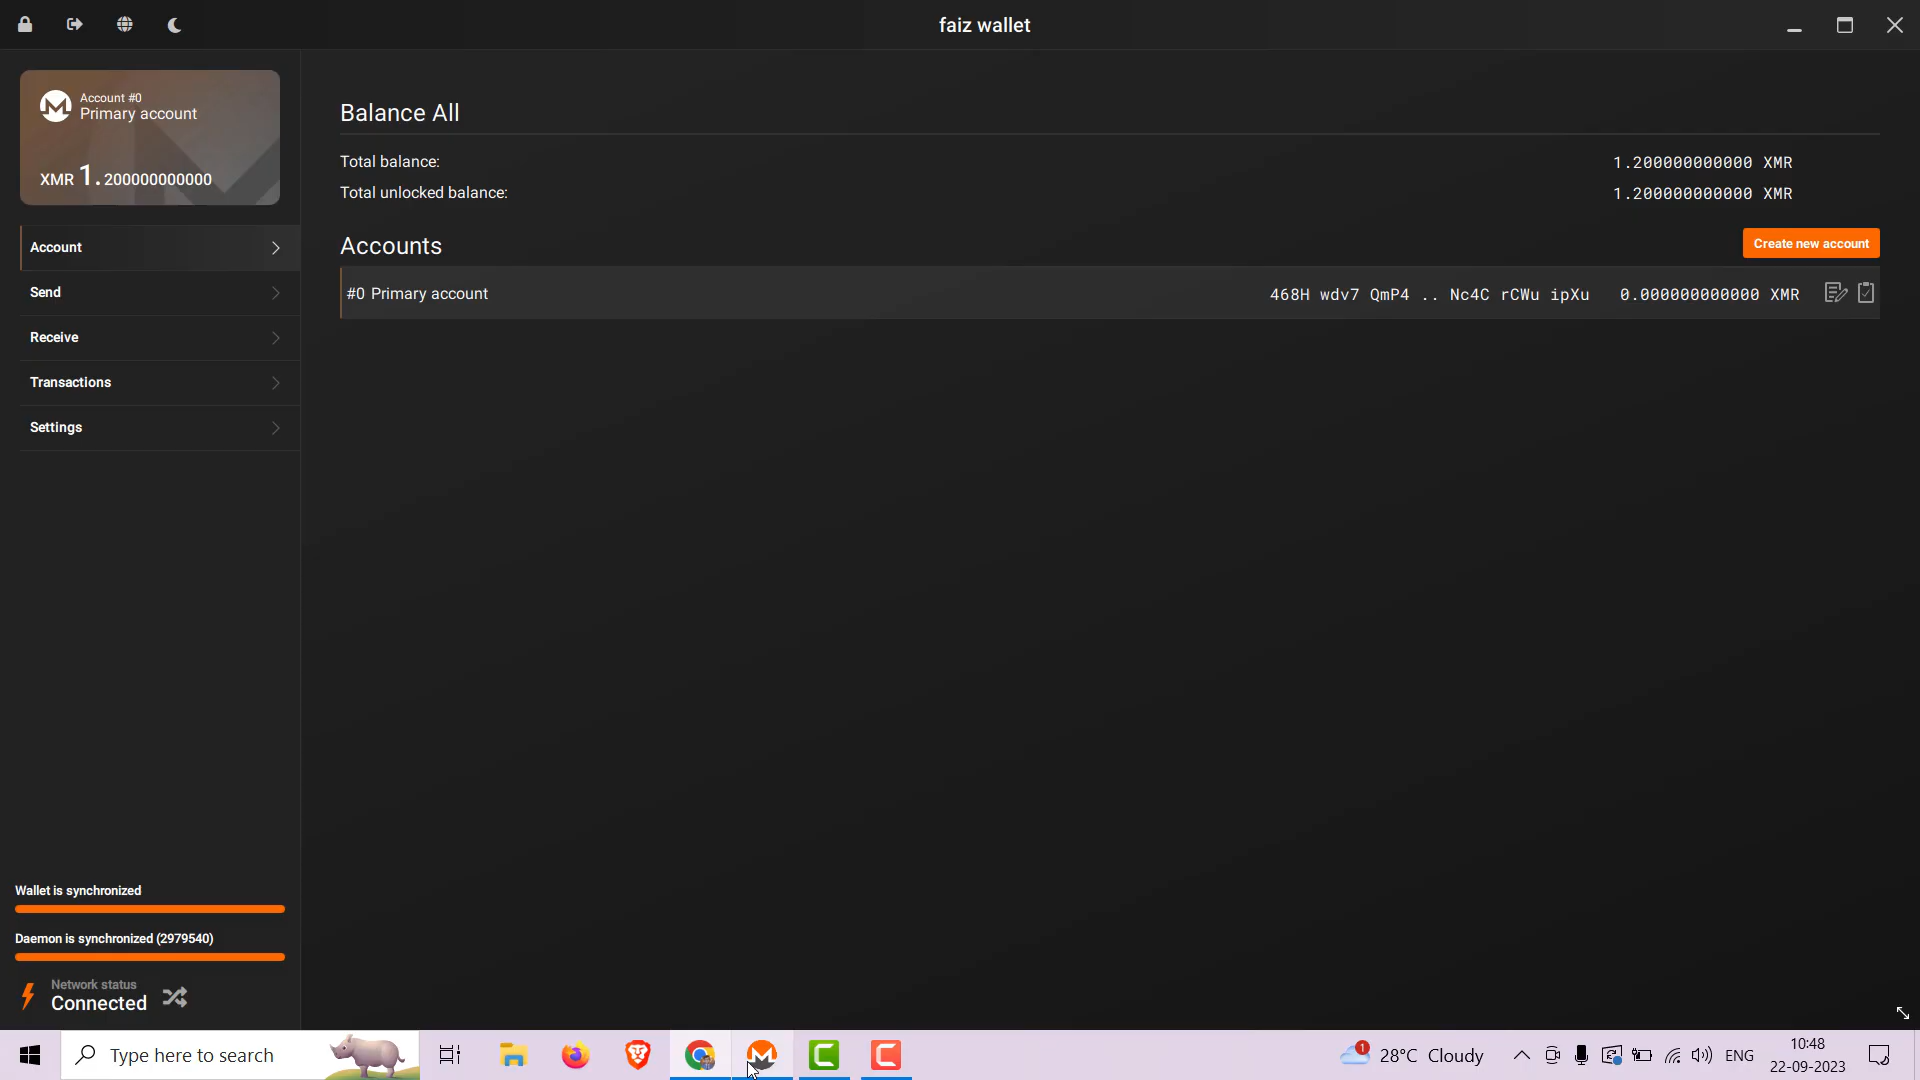 faiz wallet
Account #0
Primary account
XMR 1.200000000000
Account
Send
Receive
Transactions
Settings
Wallet is synchronized
Daemon is synchronized (2979540)
Network status
Connected
Balance All
Total balance: 1.200000000000 XMR
Total unlocked balance: 1.200000000000 XMR
Accounts Create new account
#0 Primary account 468H wdv7 QmP4 .. Nc4C rCWu ipXu 0.000000000000 XMR
Type here to search
1
28°C Cloudy
ENG
10:48
22-09-2023